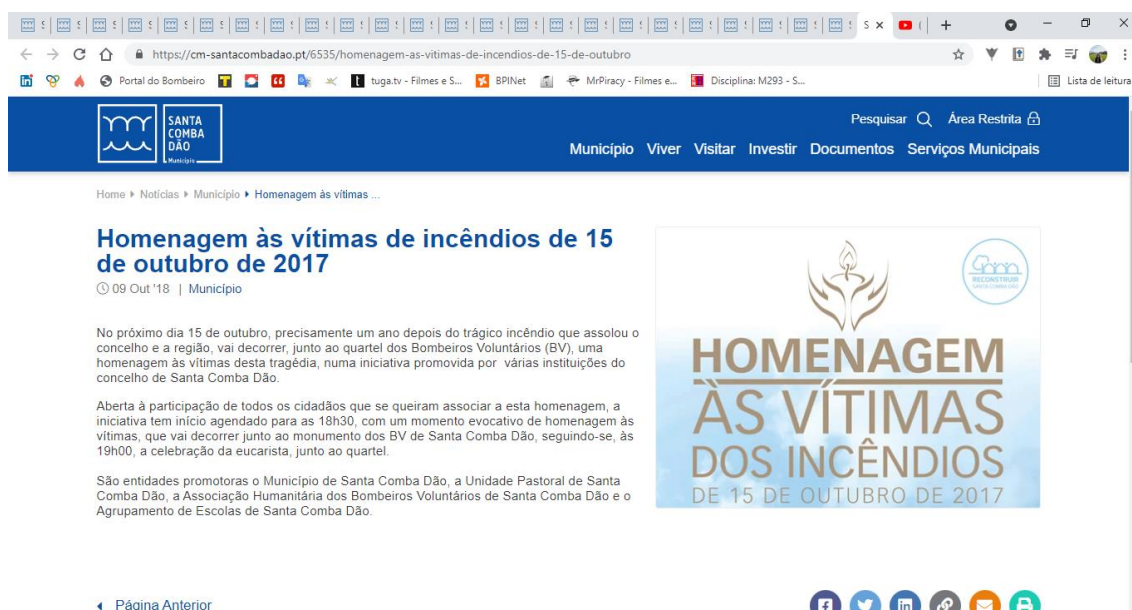 https://cm-santacombadao.pt/6535/homenagem-as-vitimas-de-incendios-de-15-de-outubro
Portal do Bombeiro
tuga.tv - Filmes e S...
BPINet
MrPiracy - Filmes e...
Disciplina: M293 - S...
Lista de leitura
SANTA
COMBA
DÃO
Município
Pesquisar
Área Restrita
Município Viver Visitar Investir Documentos Serviços Municipais
Home Notícias Município Homenagem às vítimas ...
Homenagem às vítimas de incêndios de 15
de outubro de 2017
09 Out '18 | Município
No próximo dia 15 de outubro, precisamente um ano depois do trágico incêndio que assolou o
concelho e a região, vai decorrer, junto ao quartel dos Bombeiros Voluntários (BV), uma
homenagem às vítimas desta tragédia, numa iniciativa promovida por várias instituições do
concelho de Santa Comba Dão.
Aberta à participação de todos os cidadãos que se queiram associar a esta homenagem, a
iniciativa tem início agendado para as 18h30, com um momento evocativo de homenagem às
vítimas, que vai decorrer junto ao monumento dos BV de Santa Comba Dão, seguindo-se, às
19h00, a celebração da eucarista, junto ao quartel.
São entidades promotoras o Município de Santa Comba Dão, a Unidade Pastoral de Santa
Comba Dão, a Associação Humanitária dos Bombeiros Voluntários de Santa Comba Dão e o
Agrupamento de Escolas de Santa Comba Dão.
RECONSTRUIR
SANTA COMBA DÃO
HOMENAGEM
ÀS VÍTIMAS
DOS INCÊNDIOS
DE 15 DE OUTUBRO DE 2017
Página Anterior